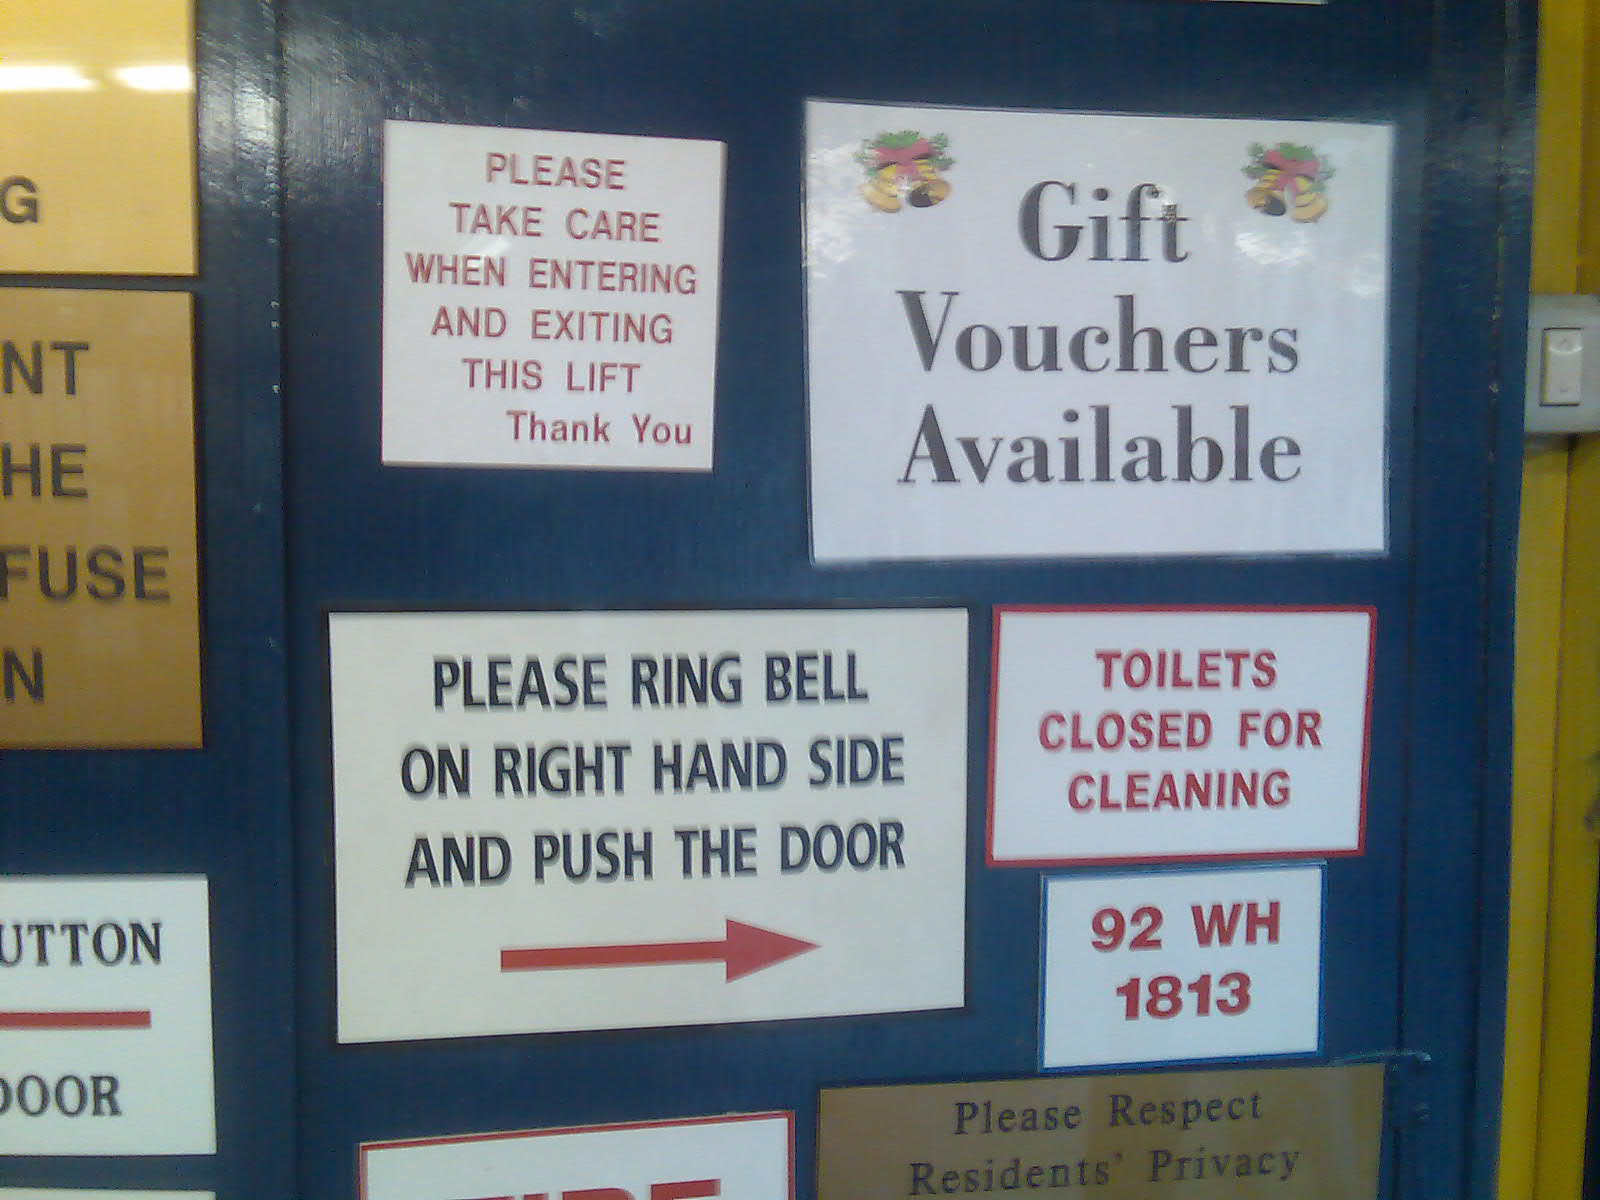 G
NT
HE
FUSE
N
UTTON
DOOR
PLEASE
TAKE CARE
WHEN ENTERING
AND EXITING
THIS LIFT
Thank You
Gift
Vouchers
Available
PLEASE RING BELL
ON RIGHT HAND SIDE
AND PUSH THE DOOR
TOILETS
CLOSED FOR
CLEANING
92 WH
1813
Please Respect
Residents' Privacy